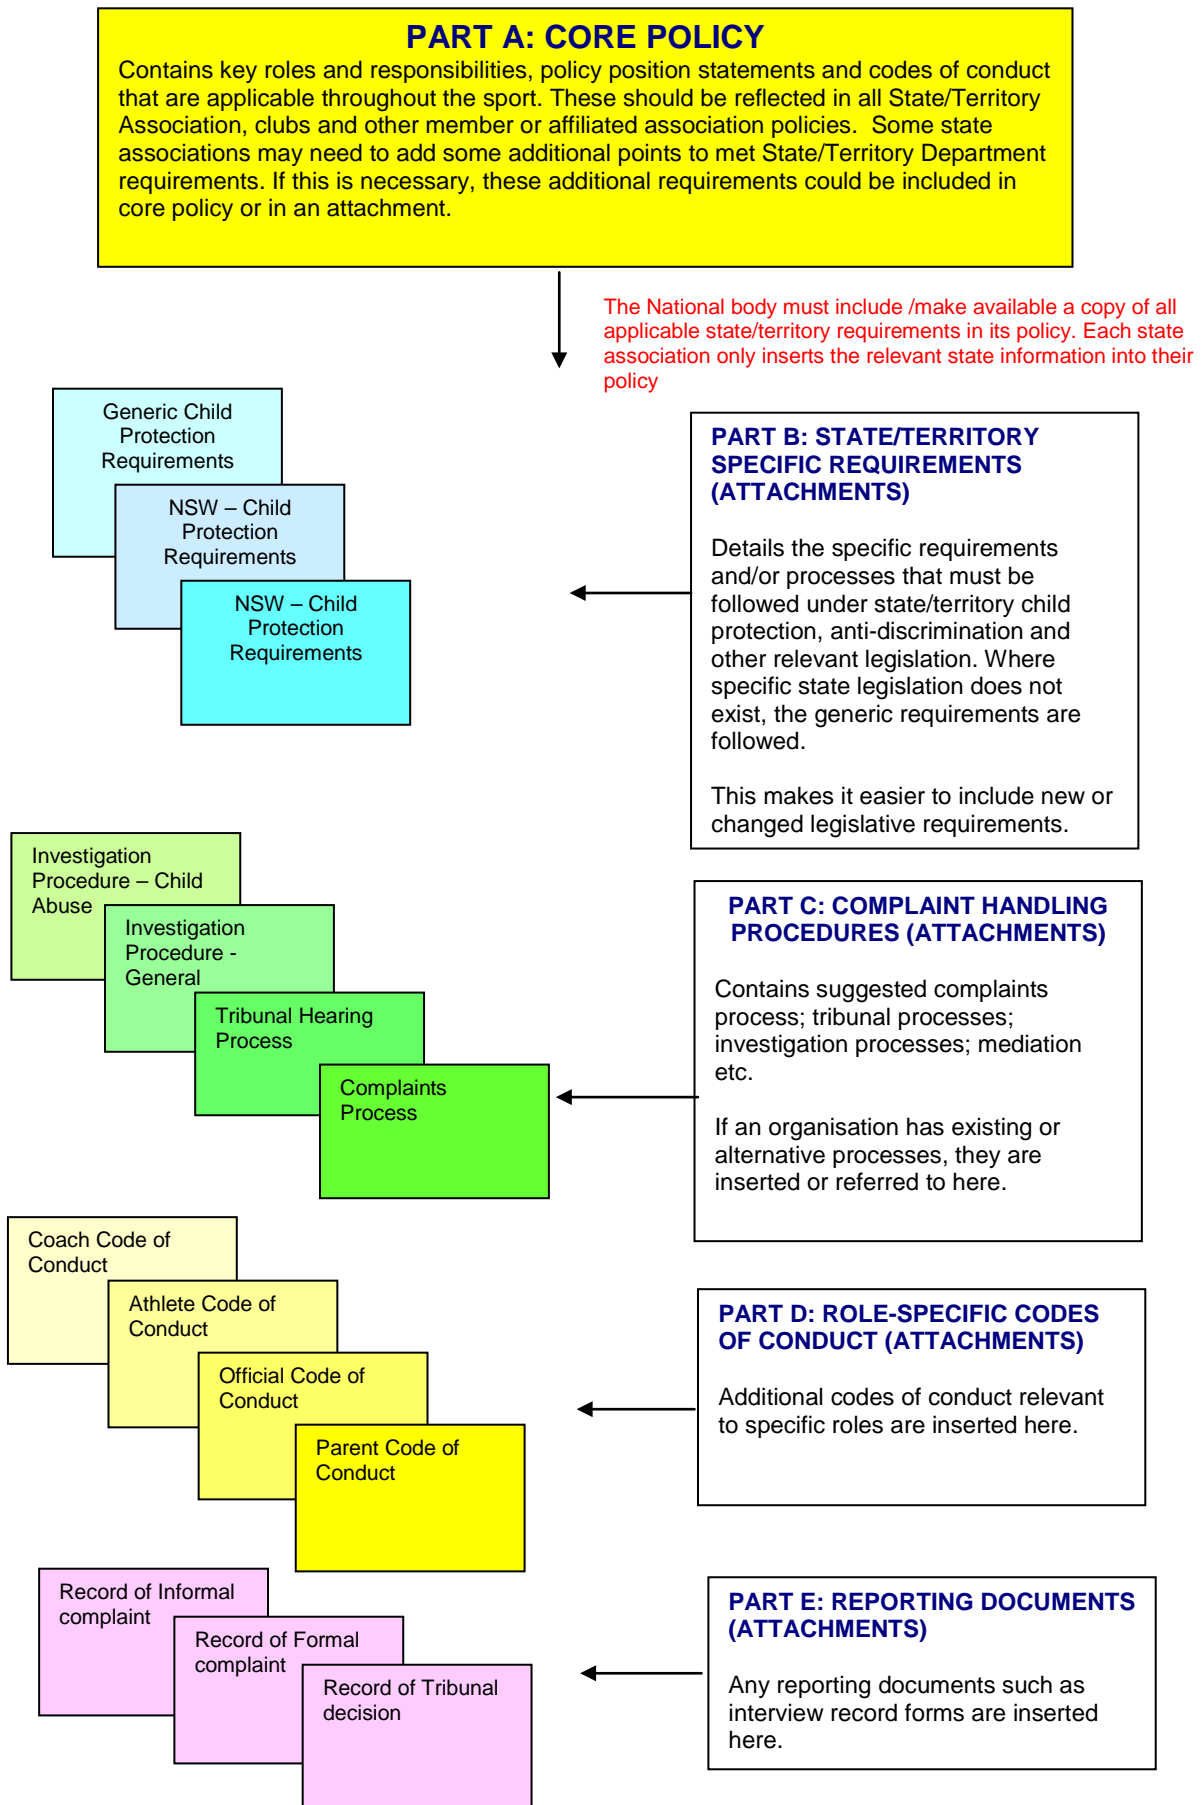 PART A: CORE POLICY
Contains key roles and responsibilities, policy position statements and codes of conduct
that are applicable throughout the sport. These should be reflected in all State/Territory
Association, clubs and other member or affiliated association policies.  Some state
associations may need to add some additional points to met State/Territory Department
requirements. If this is necessary, these additional requirements could be included in
core policy or in an attachment.
The National body must include /make available a copy of all
applicable state/territory requirements in its policy. Each state
association only inserts the relevant state information into their
policy
Generic Child
Protection
Requirements
NSW – Child
Protection
Requirements
NSW – Child
Protection
Requirements
PART B: STATE/TERRITORY
SPECIFIC REQUIREMENTS
(ATTACHMENTS)
Details the specific requirements
and/or processes that must be
followed under state/territory child
protection, anti-discrimination and
other relevant legislation. Where
specific state legislation does not
exist, the generic requirements are
followed.
This makes it easier to include new or
changed legislative requirements.
Investigation
Procedure – Child
Abuse
Investigation
Procedure -
General
Tribunal Hearing
Process
Complaints
Process
PART C: COMPLAINT HANDLING
PROCEDURES (ATTACHMENTS)
Contains suggested complaints
process; tribunal processes;
investigation processes; mediation
etc.
If an organisation has existing or
alternative processes, they are
inserted or referred to here.
Coach Code of
Conduct
Athlete Code of
Conduct
Official Code of
Conduct
Parent Code of
Conduct
PART D: ROLE-SPECIFIC CODES
OF CONDUCT (ATTACHMENTS)
Additional codes of conduct relevant
to specific roles are inserted here.
Record of Informal
complaint
Record of Formal
complaint
Record of Tribunal
decision
PART E: REPORTING DOCUMENTS
(ATTACHMENTS)
Any reporting documents such as
interview record forms are inserted
here.